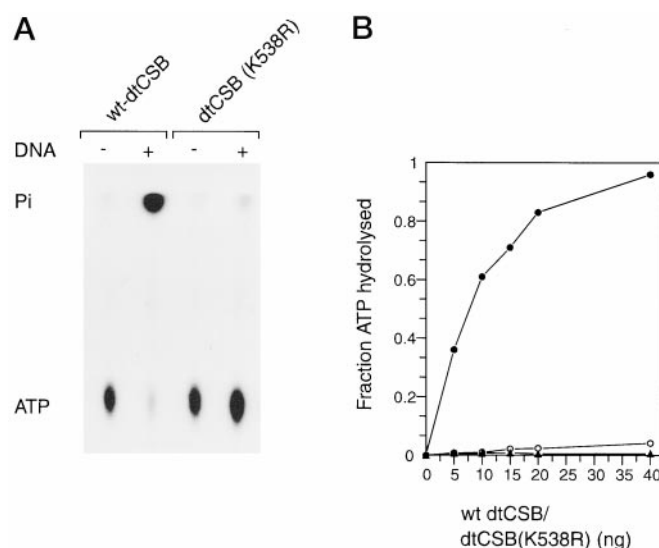 A
wt-dtCSB
dtCSB (K538R)
DNA - + - +
Pi
ATP
B
Fraction ATP hydrolysed
1
0.8
0.6
0.4
0.2
0
0 5 10 15 20 25 30 35 40
wt dtCSB/
dtCSB(K538R) (ng)